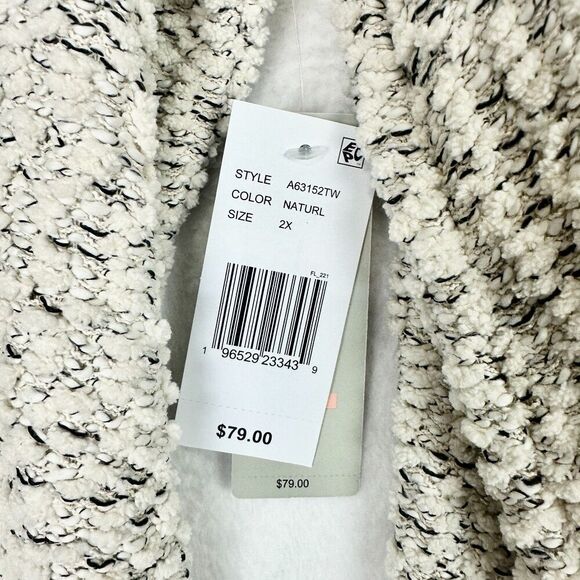 EPC
STYLE A63152TW
COLOR NATURL
SIZE 2X
FL_221
1 96529 23343 9
$79.00
$79.00